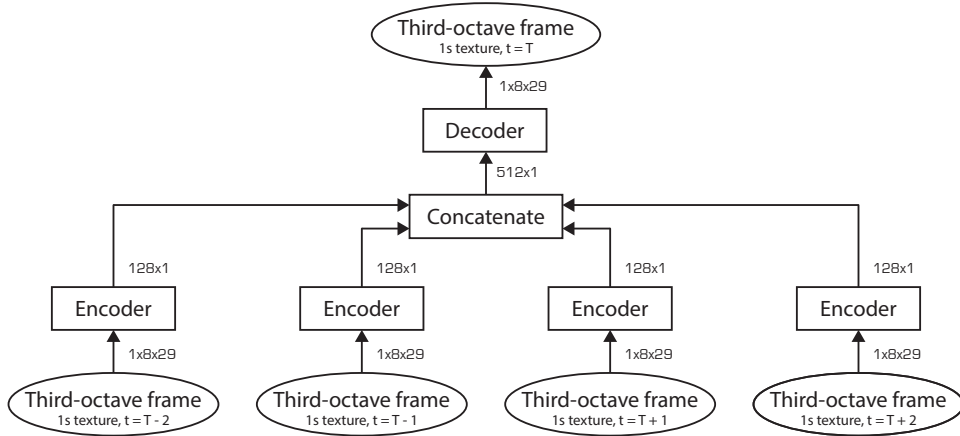 Third-octave frame
1s texture, t = T
1x8x29
Decoder
512x1
Concatenate
128x1
128x1
128x1
128x1
Encoder
Encoder
Encoder
Encoder
1x8x29
1x8x29
1x8x29
1x8x29
Third-octave frame
1s texture, t = T - 2
Third-octave frame
1s texture, t = T - 1
Third-octave frame
1s texture, t = T + 1
Third-octave frame
1s texture, t = T + 2